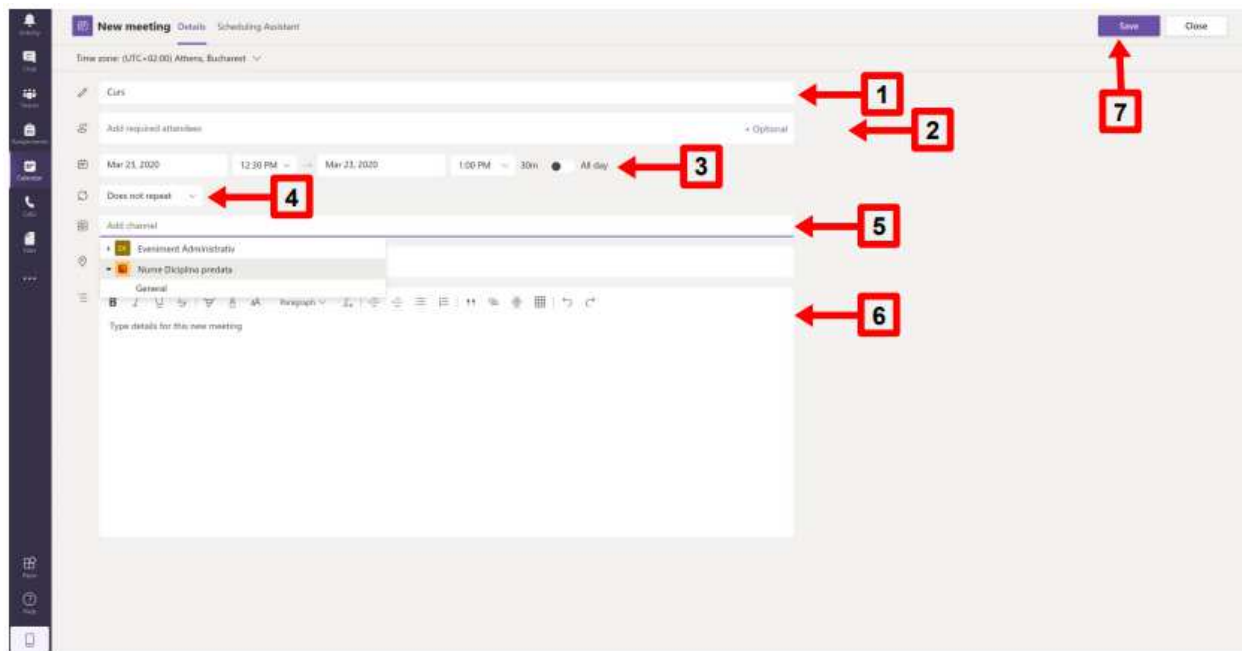 New meeting Details Scheduling Assistant Save Close
Time zone: (UTC+02:00) Athens, Bucharest
Curs 1
7
Add required attendees + Optional 2
Mar 23, 2020 12:30 PM → Mar 23, 2020 1:00 PM 30m All day 3
Does not repeat 4
Add channel 5
Eveniment Administrativ
Nume Diciplina predata
General
B I U Paragraph
6
Type details for this new meeting
Calendar
Help